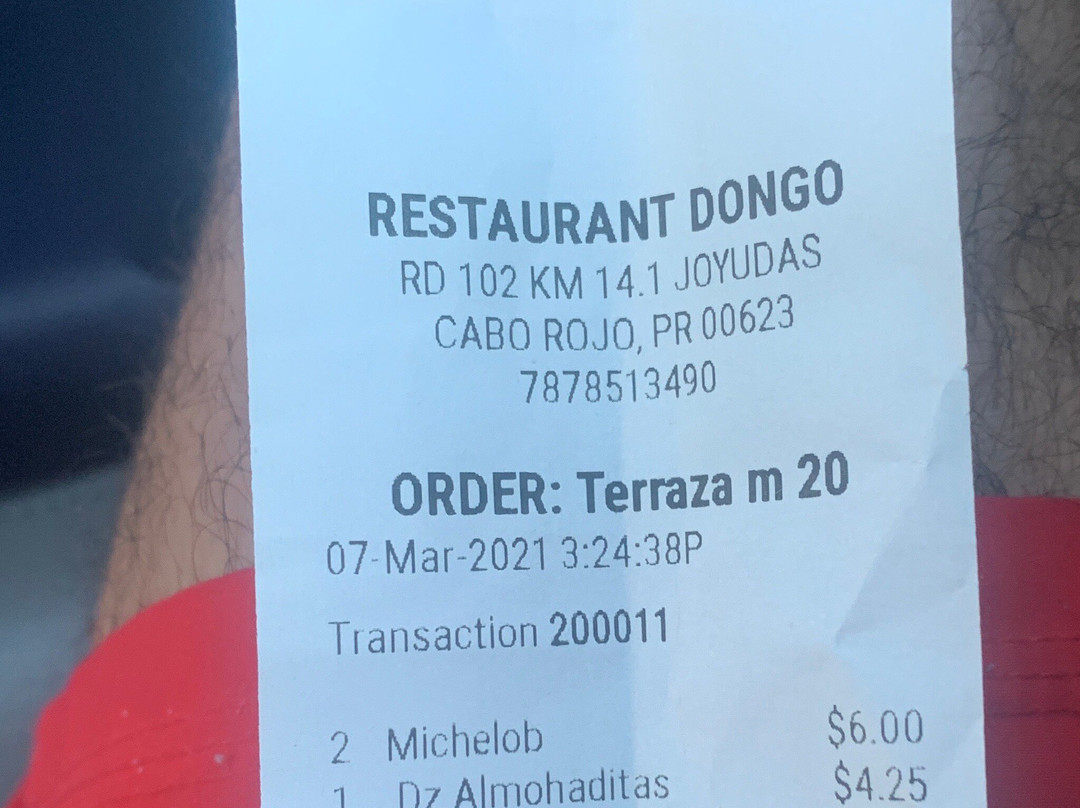 RESTAURANT DONGO
RD 102 KM 14.1 JOYUDAS
CABO ROJO, PR 00623
7878513490
ORDER: Terraza m 20
07-Mar-2021 3:24:38P
Transaction 200011
2 Michelob $6.00
1 Dz Almohaditas $4.25